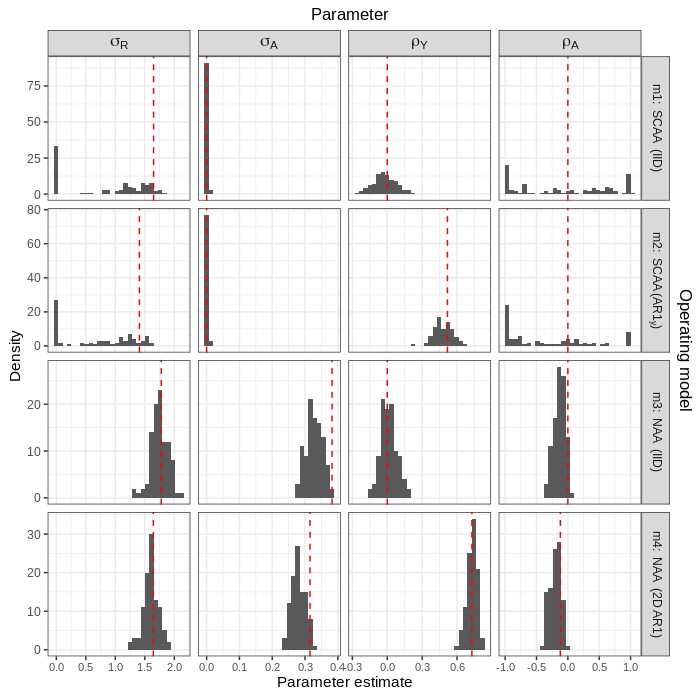 Parameter
σR σA ρY ρA
Density
75
50
25
0
m1: SCAA (IID)
80
60
40
20
0
m2: SCAA (AR1y)
20
10
0
m3: NAA (IID)
30
20
10
0
m4: NAA (2D AR1)
Operating model
0.0 0.5 1.0 1.5 2.0 0.0 0.1 0.2 0.3 0.4 0.3 0.0 0.3 0.6 -1.0 -0.5 0.0 0.5 1.0
Parameter estimate